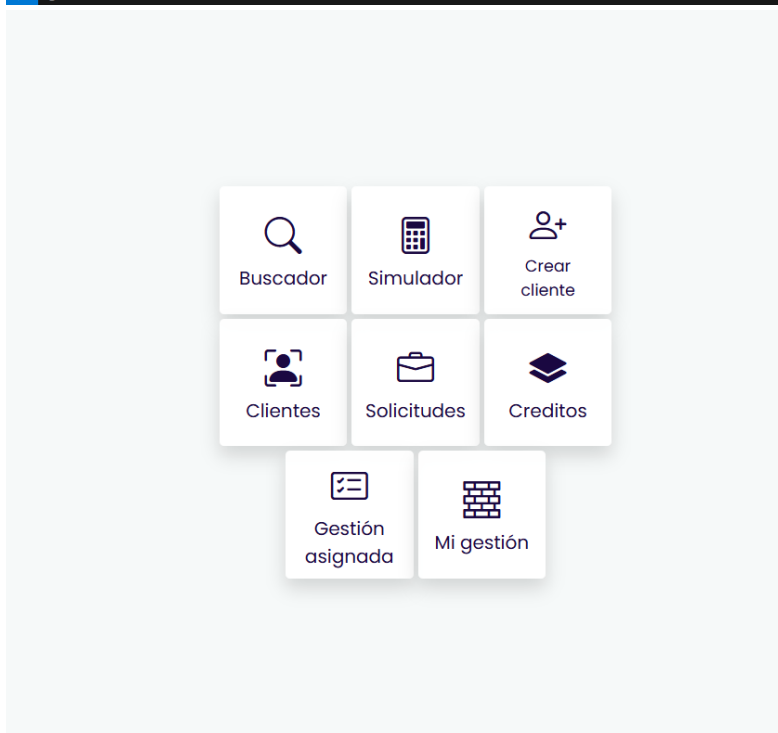 Buscador
Simulador
Crear
cliente
Clientes
Solicitudes
Creditos
Gestión
asignada
Mi gestión